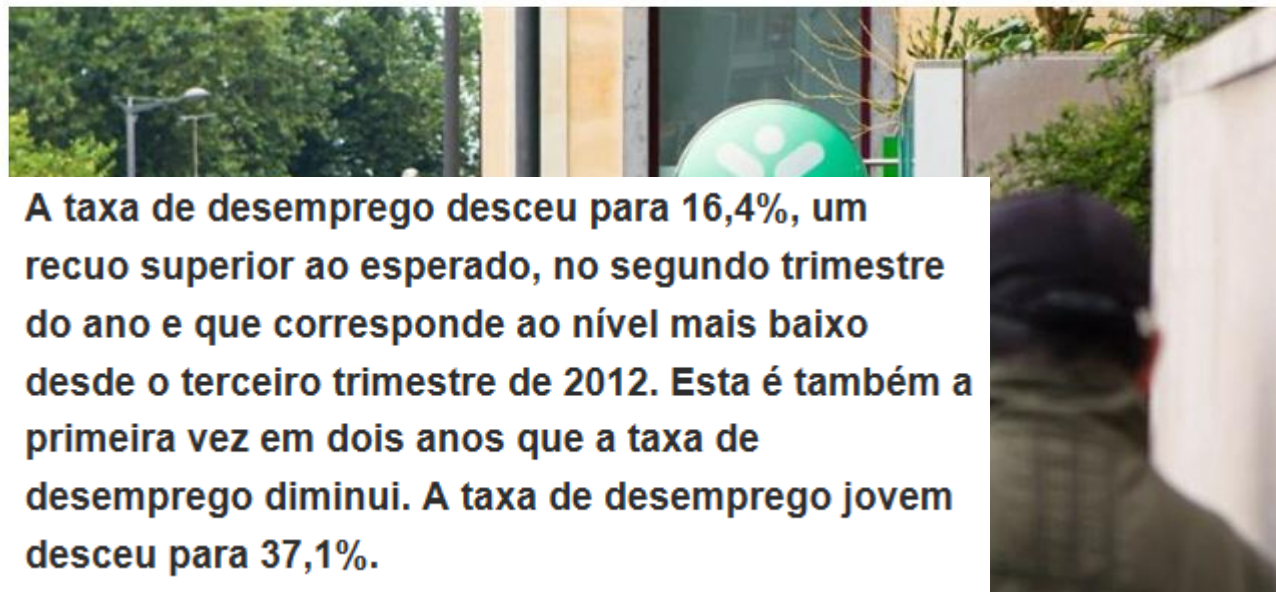 A taxa de desemprego desceu para 16,4%, um
recuo superior ao esperado, no segundo trimestre
do ano e que corresponde ao nível mais baixo
desde o terceiro trimestre de 2012. Esta é também a
primeira vez em dois anos que a taxa de
desemprego diminui. A taxa de desemprego jovem
desceu para 37,1%.